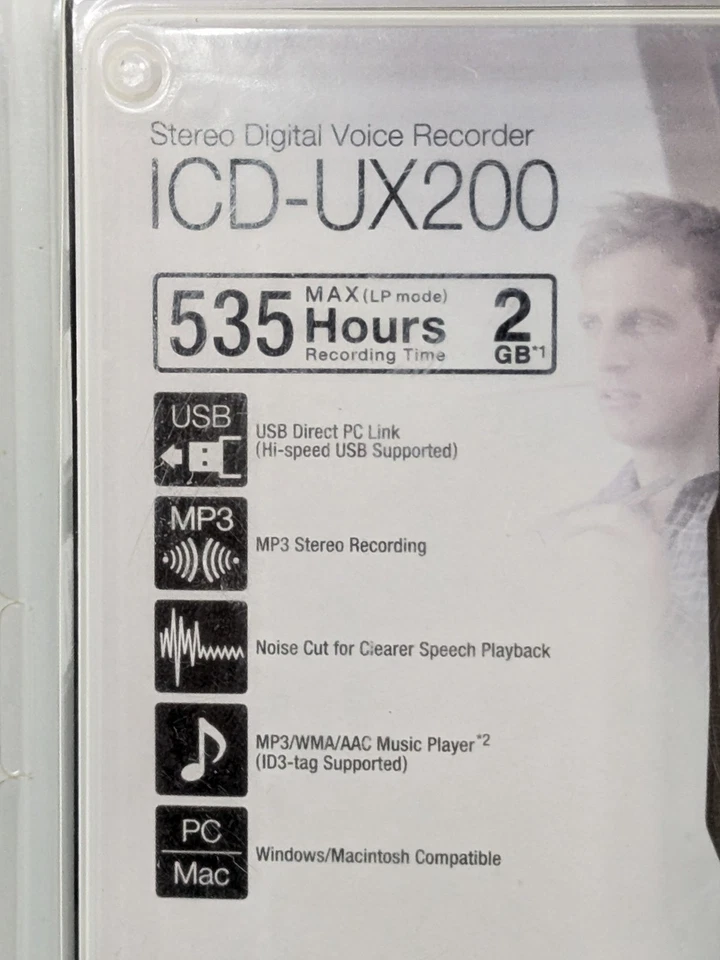 Stereo Digital Voice Recorder
ICD-UX200
535 MAX (LP mode) Hours Recording Time 2 GB*1
USB
USB Direct PC Link
(Hi-speed USB Supported)
MP3
MP3 Stereo Recording
Noise Cut for Clearer Speech Playback
MP3/WMA/AAC Music Player*2
(ID3-tag Supported)
PC
Mac
Windows/Macintosh Compatible